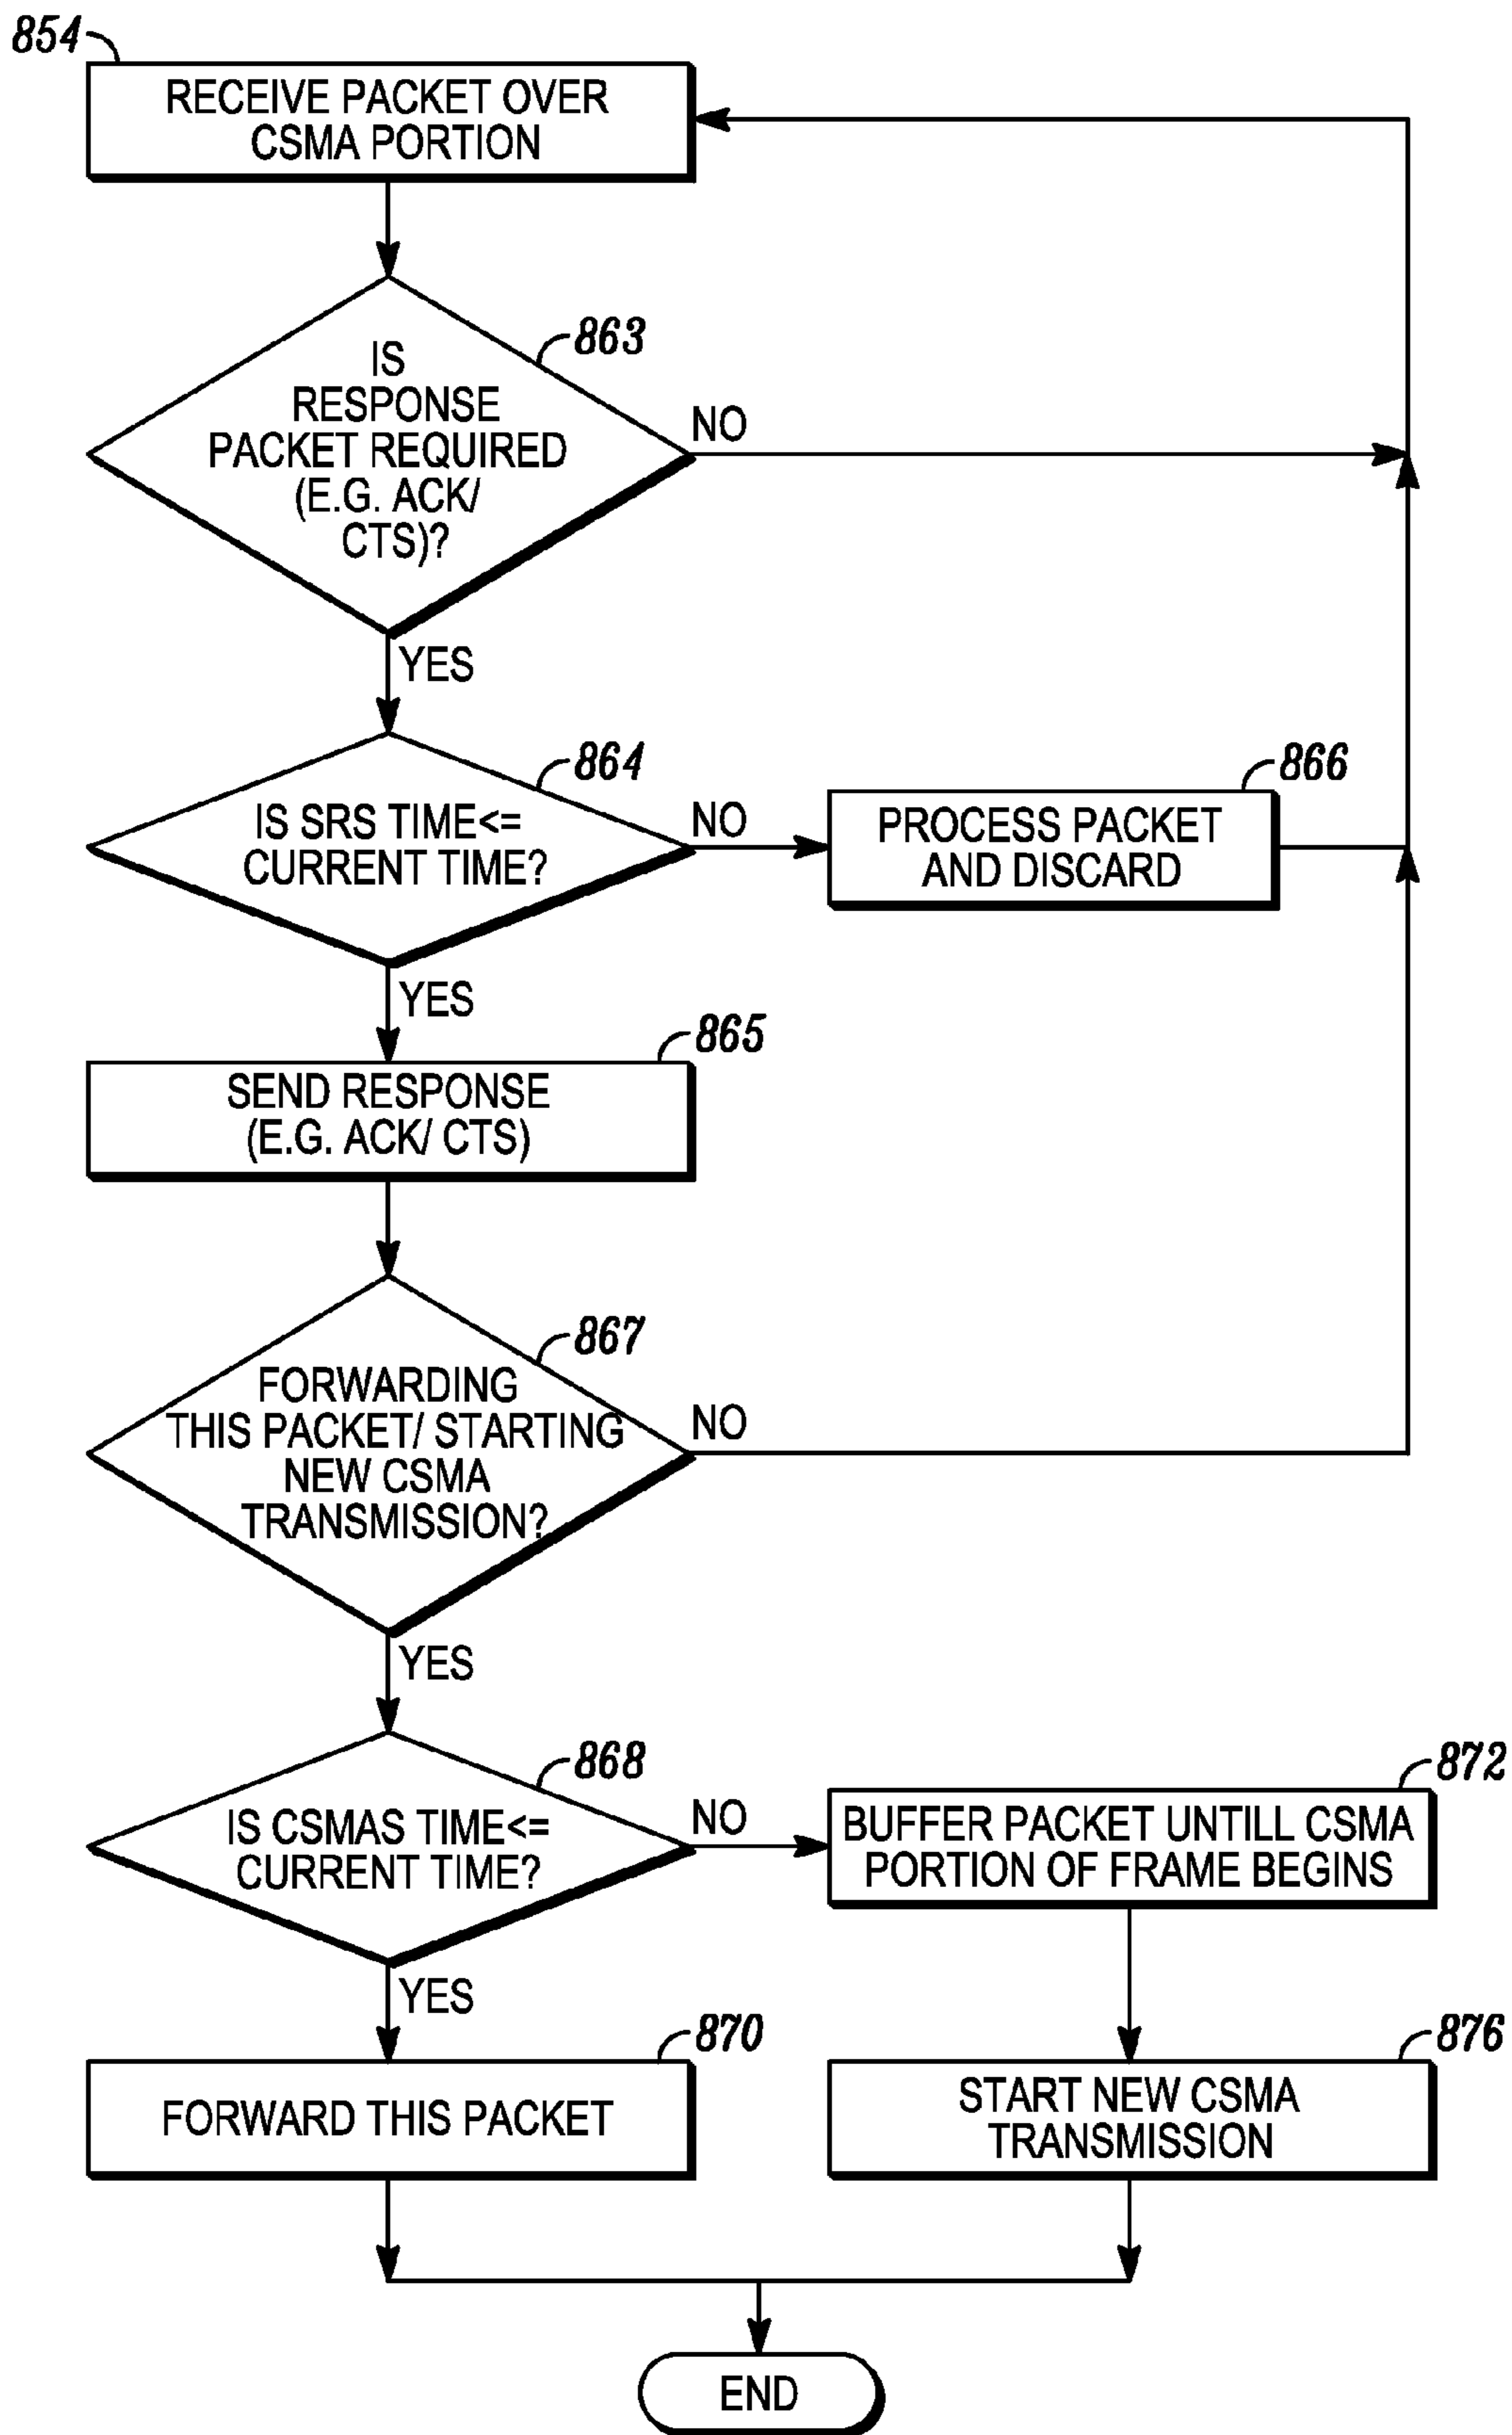 854
RECEIVE PACKET OVER
CSMA PORTION
863
IS
RESPONSE
PACKET REQUIRED
(E.G. ACK/
CTS)?
NO
YES
864
IS SRS TIME<=
CURRENT TIME?
NO
866
PROCESS PACKET
AND DISCARD
YES
865
SEND RESPONSE
(E.G. ACK/ CTS)
867
FORWARDING
THIS PACKET/ STARTING
NEW CSMA
TRANSMISSION?
NO
YES
868
IS CSMAS TIME<=
CURRENT TIME?
NO
872
BUFFER PACKET UNTILL CSMA
PORTION OF FRAME BEGINS
YES
870
FORWARD THIS PACKET
876
START NEW CSMA
TRANSMISSION
END